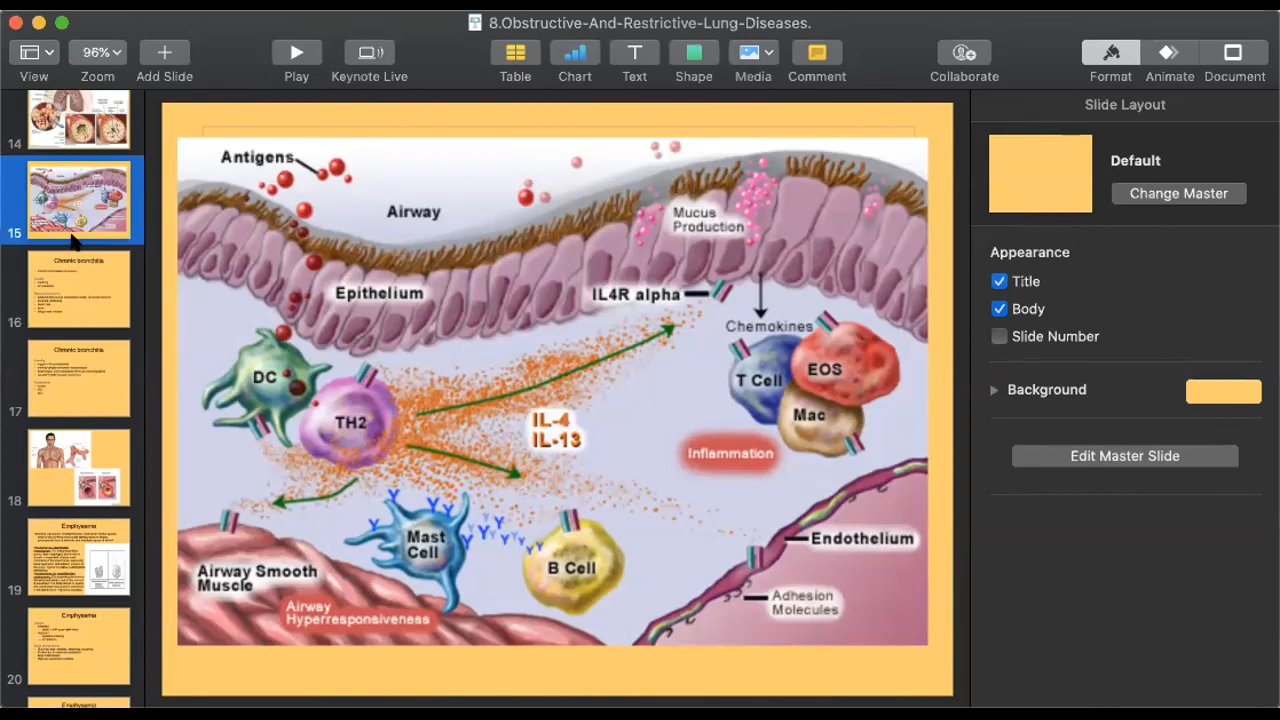 8.Obstructive-And-Restrictive-Lung-Diseases.
96%
View
Zoom
Add Slide
Play
Keynote Live
Table
Chart
Text
Shape
Media
Comment
Collaborate
Format
Animate
Document
14
15
16
Chronic bronchitis
17
Chronic bronchitis
18
19
Emphysema
20
Emphysema
Emphysema
Antigens
Airway
Mucus
Production
Epithelium
IL4R alpha
Chemokines
DC
TH2
T Cell
EOS
Mac
IL-4
IL-13
Inflammation
Mast
Cell
B Cell
Endothelium
Airway Smooth
Muscle
Airway
Hyperresponsiveness
Adhesion
Molecules
Slide Layout
Default
Change Master
Appearance
Title
Body
Slide Number
Background
Edit Master Slide